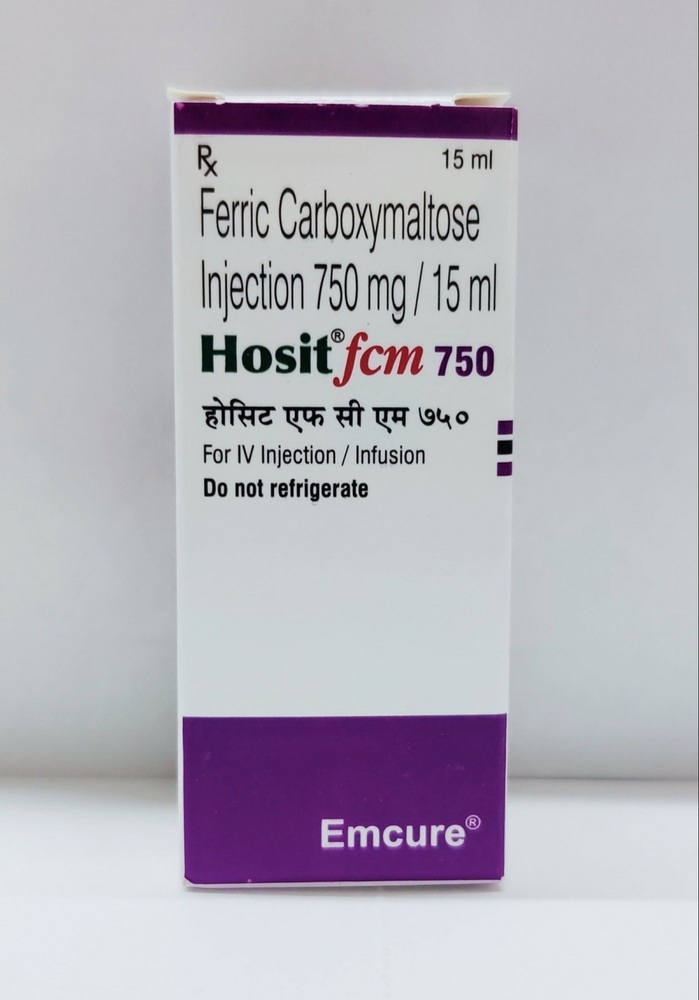 Rx 15 ml
Ferric Carboxymaltose
Injection 750 mg / 15 ml
Hosit® fcm 750
होसिट एफ सी एम ७५०
For IV Injection / Infusion
Do not refrigerate
Emcure®